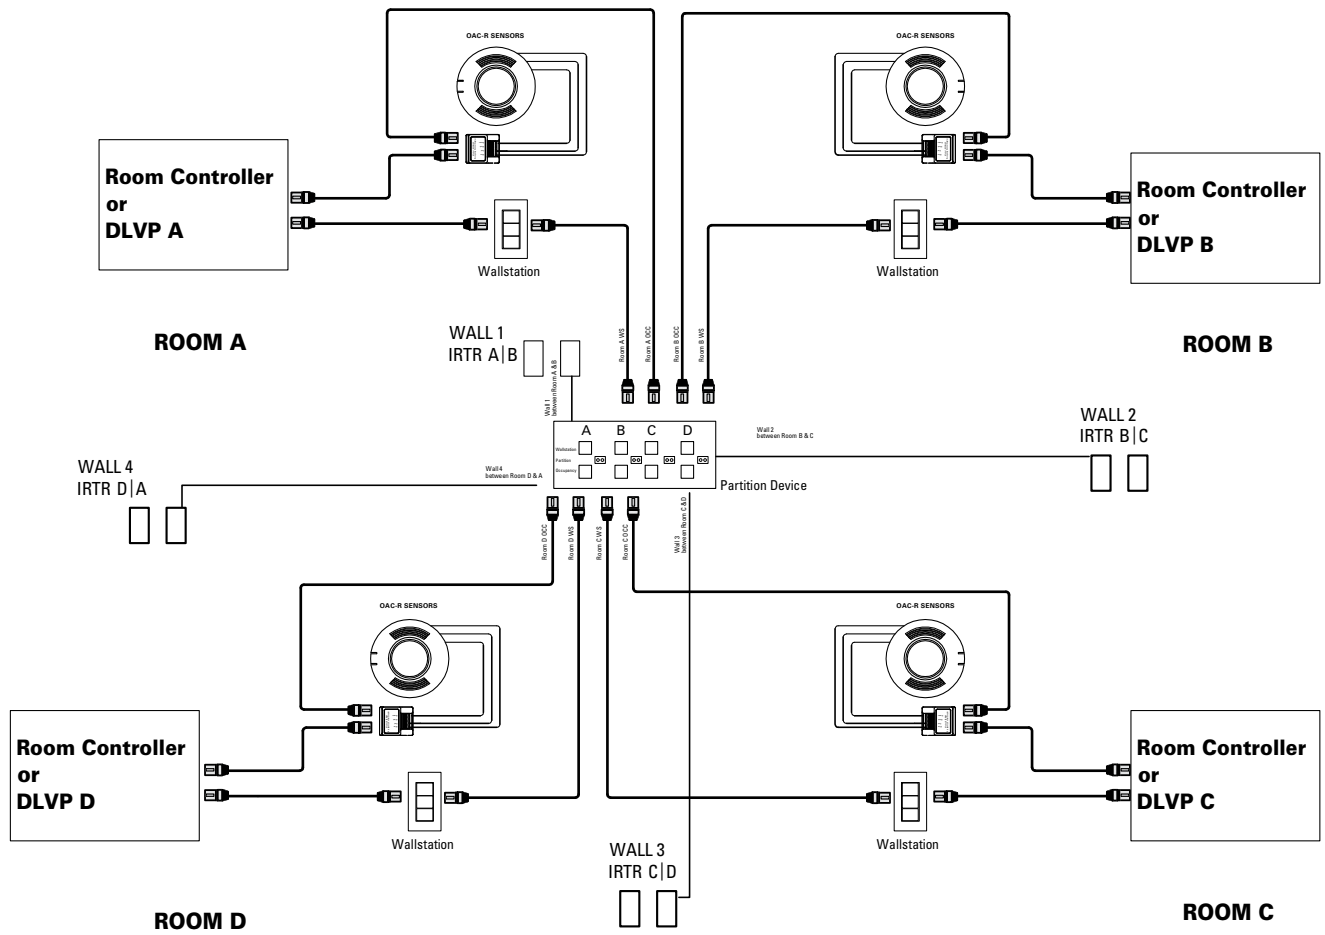 OAC-R SENSORS
OAC-R SENSORS
Room Controller
or
DLVP A
Room Controller
or
DLVP B
Wallstation
Wallstation
ROOM A
ROOM B
WALL 1
IRTR A|B
Room A WS
Room A OCC
Room B OCC
Room B WS
Wall 1
between Room A & B
WALL 2
IRTR B|C
A B C D
Wallstation
Partition
Occupancy
Wall 2
between Room B & C
WALL 4
IRTR D|A
Wall 4
between Room D & A
Partition Device
Room D OCC
Room D WS
Room C WS
Room C OCC
Wall 3
between Room C & D
OAC-R SENSORS
OAC-R SENSORS
Room Controller
or
DLVP D
Room Controller
or
DLVP C
Wallstation
Wallstation
WALL 3
IRTR C|D
ROOM D
ROOM C